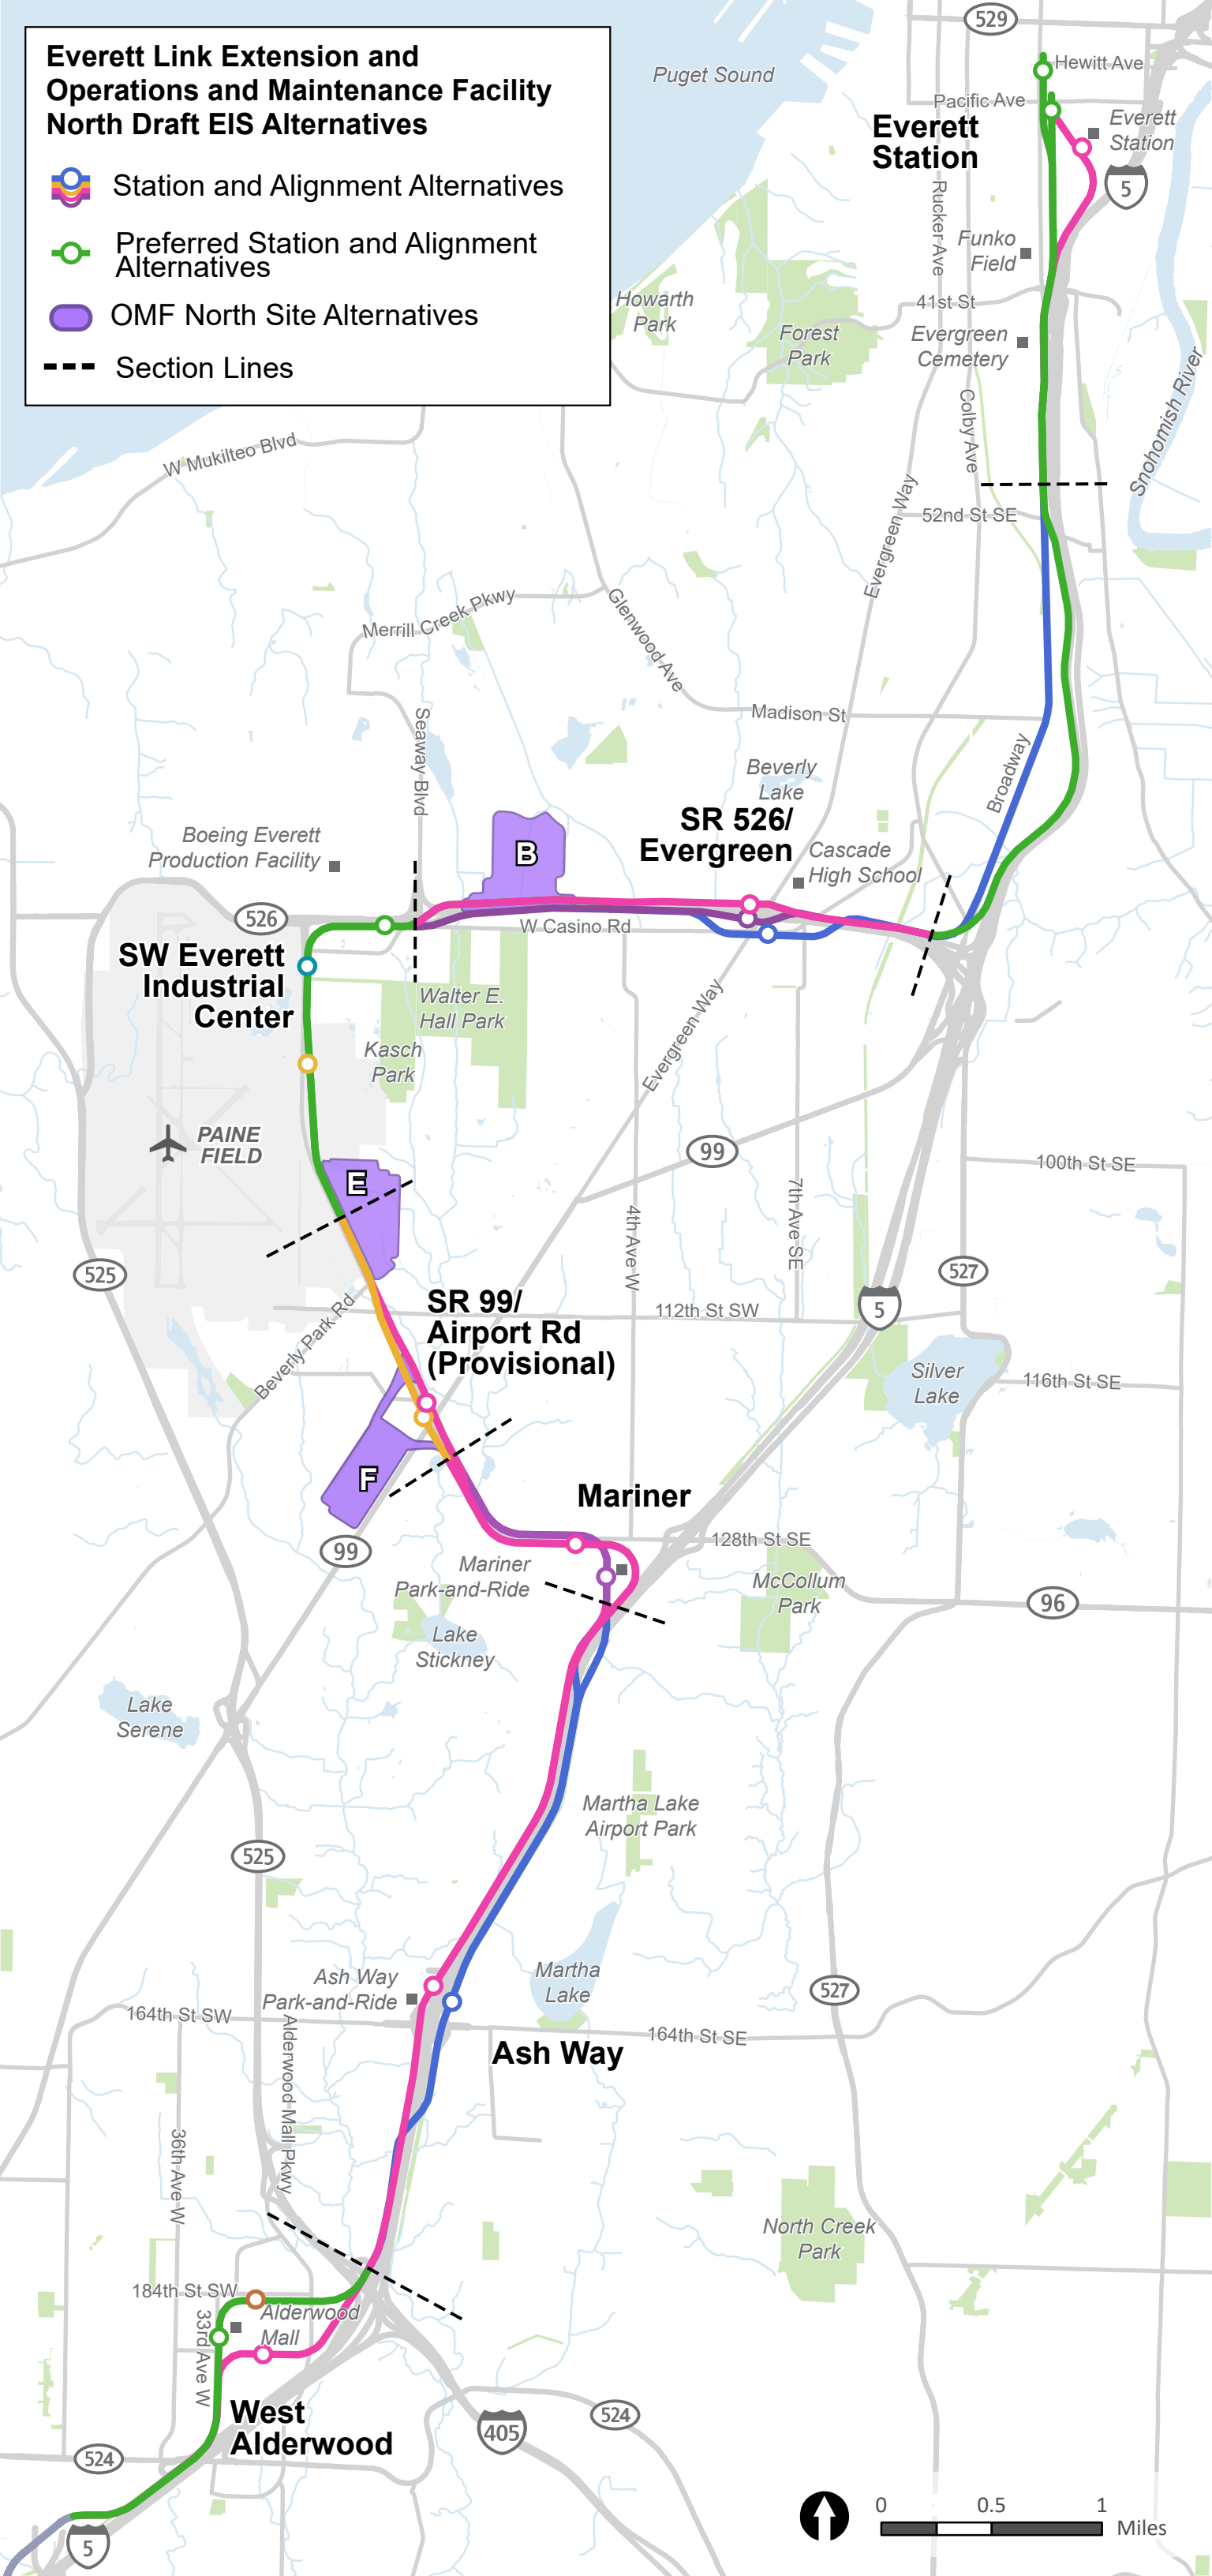 Everett Link Extension and
Operations and Maintenance Facility
North Draft EIS Alternatives
Station and Alignment Alternatives
Preferred Station and Alignment
Alternatives
OMF North Site Alternatives
Section Lines
529
Puget Sound
Hewitt Ave
Pacific Ave
Everett
Station
Everett
Station
5
Rucker Ave
Funko
Field
Howarth
Park
41st St
Forest
Park
Evergreen
Cemetery
Snohomish River
Colby Ave
W Mukilteo Blvd
Evergreen Way
52nd St SE
Merrill Creek Pkwy
Glenwood Ave
Seaway Blvd
Madison St
Broadway
Beverly
Lake
SR 526/
Evergreen
Boeing Everett
Production Facility
B
Cascade
High School
526
W Casino Rd
SW Everett
Industrial
Center
Walter E.
Hall Park
Kasch
Park
Evergreen Way
PAINE
FIELD
99
100th St SE
E
4th Ave W
7th Ave SE
525
527
5
SR 99/
Airport Rd
(Provisional)
112th St SW
Beverly Park Rd
Silver
Lake
116th St SE
F
Mariner
99
128th St SE
Mariner
Park-and-Ride
McCollum
Park
96
Lake
Stickney
Lake
Serene
Martha Lake
Airport Park
525
Ash Way
Park-and-Ride
Martha
Lake
527
164th St SW
164th St SE
Ash Way
Alderwood Mall Pkwy
36th Ave W
North Creek
Park
184th St SW
Alderwood
Mall
33rd Ave W
West
Alderwood
405
524
524
5
0 0.5 1
Miles